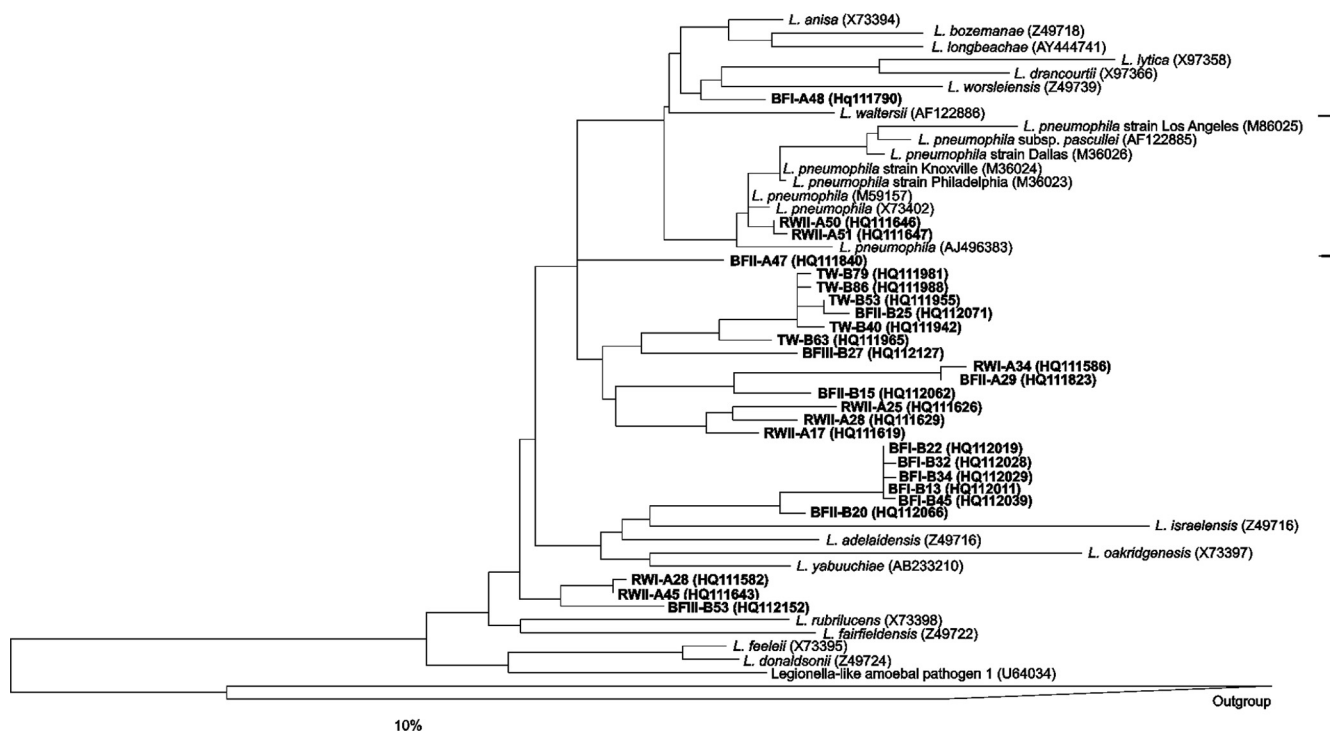 L. anisa (X73394)
L. bozemanae (Z49718)
L. longbeachae (AY444741)
L. lytica (X97358)
L. drancourtii (X97366)
L. worsleiensis (Z49739)
BFI-A48 (Hq111790)
L. waltersii (AF122886)
L. pneumophila strain Los Angeles (M86025)
L. pneumophila subsp. pascullei (AF122885)
L. pneumophila strain Dallas (M36026)
L. pneumophila strain Knoxville (M36024)
L. pneumophila strain Philadelphia (M36023)
L. pneumophila (M59157)
L. pneumophila (X73402)
RWII-A50 (HQ111646)
RWII-A51 (HQ111647)
L. pneumophila (AJ496383)
BFII-A47 (HQ111840)
TW-B79 (HQ111981)
TW-B86 (HQ111988)
TW-B53 (HQ111955)
BFII-B25 (HQ112071)
TW-B40 (HQ111942)
TW-B63 (HQ111965)
BFIII-B27 (HQ112127)
RWI-A34 (HQ111586)
BFII-A29 (HQ111823)
BFII-B15 (HQ112062)
RWII-A25 (HQ111626)
RWII-A28 (HQ111629)
RWII-A17 (HQ111619)
BFI-B22 (HQ112019)
BFI-B32 (HQ112028)
BFI-B34 (HQ112029)
BFI-B13 (HQ112011)
BFI-B45 (HQ112039)
BFII-B20 (HQ112066)
L. israelensis (Z49716)
L. adelaidensis (Z49716)
L. oakridgenesis (X73397)
L. yabuuchiae (AB233210)
RWI-A28 (HQ111582)
RWII-A45 (HQ111643)
BFIII-B53 (HQ112152)
L. rubrilucens (X73398)
L. fairfieldensis (Z49722)
L. feeleii (X73395)
L. donaldsonii (Z49724)
Legionella-like amoebal pathogen 1 (U64034)
Outgroup
10%